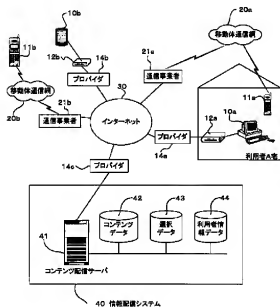 20a
移動体通信網
10b
11b
12b
14b
プロバイダ
21a
通信事業者
移動体通信網
20b
21b
通信事業者
30
インターネット
11a
10a
12a
利用者A宅
プロバイダ
14a
プロバイダ
14c
42
43
44
コンテンツ
データ
選択
データ
利用者情
報データ
41
コンテンツ配信サーバ
40 情報配信システム